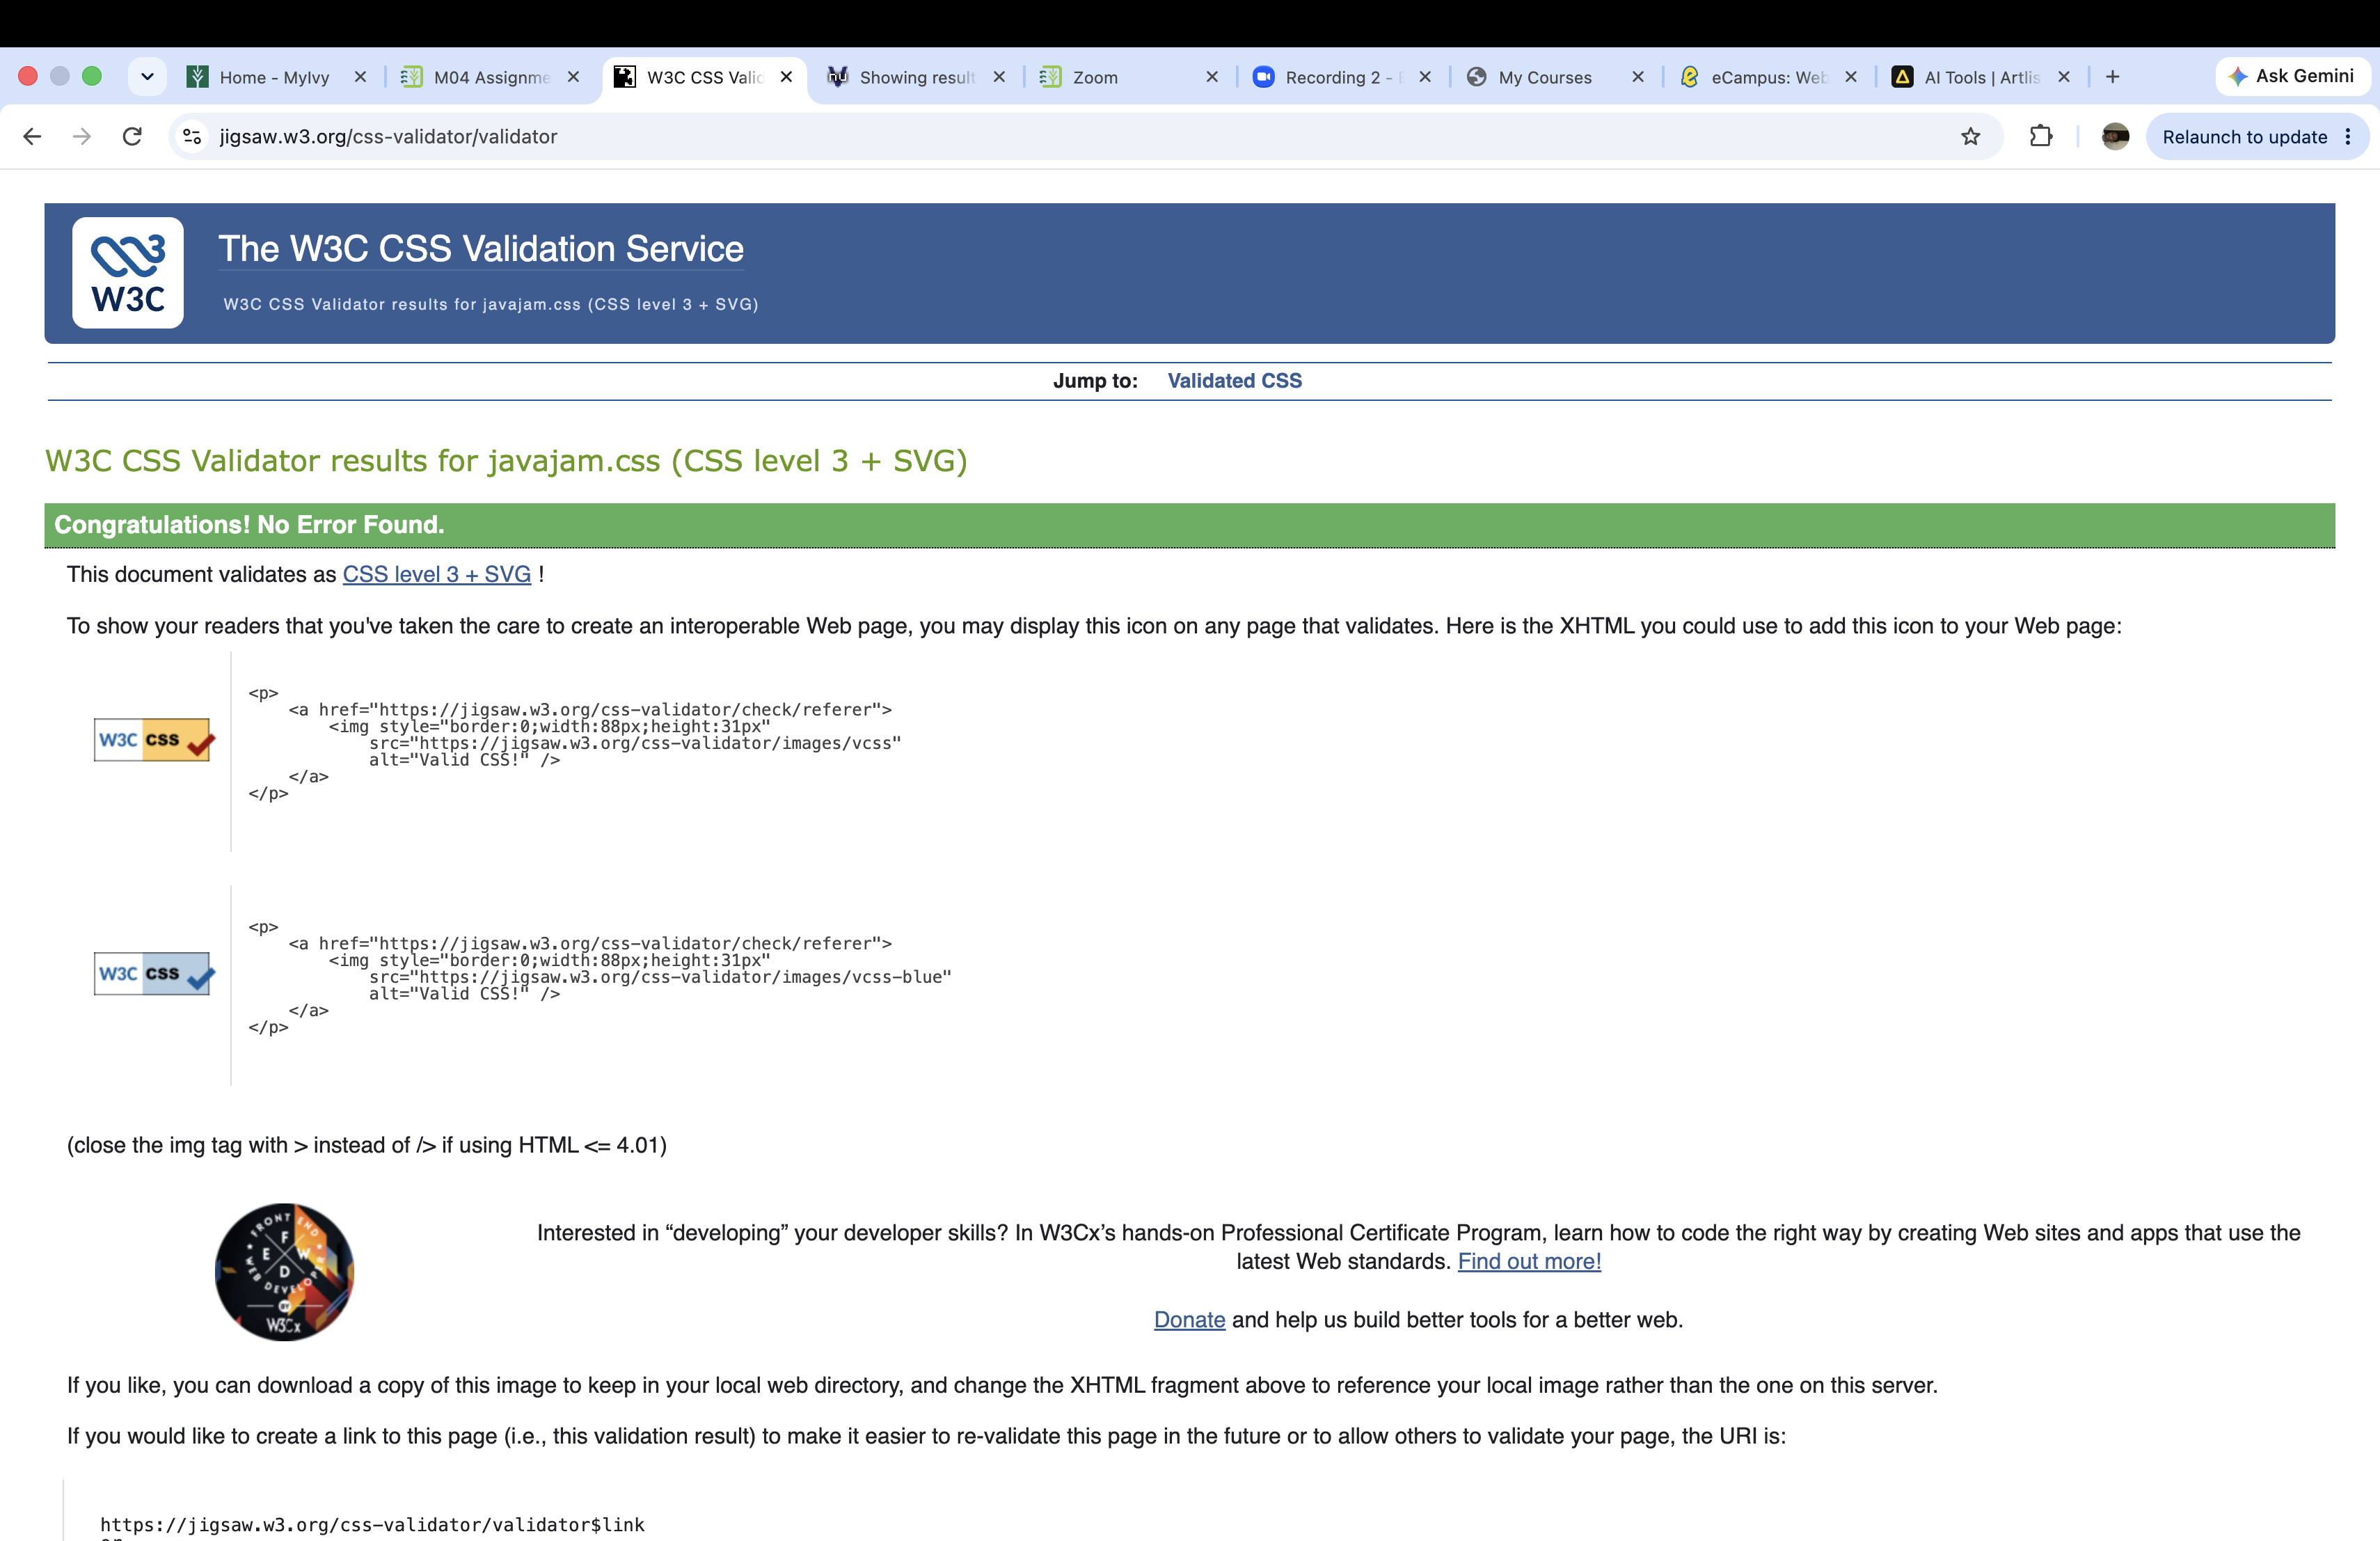 Home - MyIvy
M04 Assignme
W3C CSS Valid
Showing result
Zoom
Recording 2 -
My Courses
eCampus: Web
AI Tools | Artlis
Ask Gemini
jigsaw.w3.org/css-validator/validator
Relaunch to update
W3C
The W3C CSS Validation Service
W3C CSS Validator results for javajam.css (CSS level 3 + SVG)
Jump to: Validated CSS
W3C CSS Validator results for javajam.css (CSS level 3 + SVG)
Congratulations! No Error Found.
This document validates as CSS level 3 + SVG !
To show your readers that you've taken the care to create an interoperable Web page, you may display this icon on any page that validates. Here is the XHTML you could use to add this icon to your Web page:
W3C css
<p>
<a href="https://jigsaw.w3.org/css-validator/check/referer">
<img style="border:0;width:88px;height:31px"
src="https://jigsaw.w3.org/css-validator/images/vcss"
alt="Valid CSS!" />
</a>
</p>
W3C css
<p>
<a href="https://jigsaw.w3.org/css-validator/check/referer">
<img style="border:0;width:88px;height:31px"
src="https://jigsaw.w3.org/css-validator/images/vcss-blue"
alt="Valid CSS!" />
</a>
</p>
(close the img tag with > instead of /> if using HTML <= 4.01)
FRONT END
WEB DEVELOPER
F E W D
BY
W3Cx
Interested in “developing” your developer skills? In W3Cx’s hands-on Professional Certificate Program, learn how to code the right way by creating Web sites and apps that use the
latest Web standards. Find out more!
Donate and help us build better tools for a better web.
If you like, you can download a copy of this image to keep in your local web directory, and change the XHTML fragment above to reference your local image rather than the one on this server.
If you would like to create a link to this page (i.e., this validation result) to make it easier to re-validate this page in the future or to allow others to validate your page, the URI is:
https://jigsaw.w3.org/css-validator/validator$link